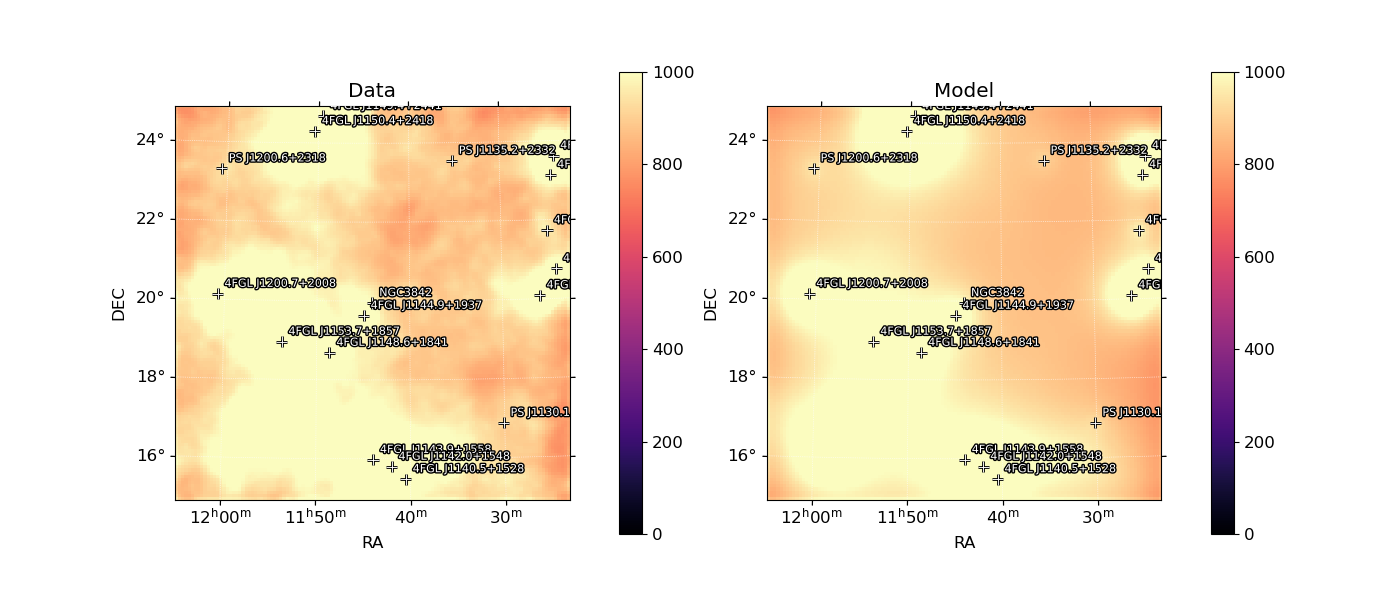 Data
1000
4FGL J1150.4+2418
24°
PS J1200.6+2318
PS J1135.2+2332
800
22°
600
4FGL J1200.7+2008
20°
NGC3842
4FGL J1144.9+1937
DEC
4FGL J1153.7+1857
4FGL J1148.6+1841
400
18°
PS J1130.1
200
4FGL J1143.9+1558
16°
4FGL J1142.0+1548
4FGL J1140.5+1528
12ʰ00ᵐ
11ʰ50ᵐ
40ᵐ
30ᵐ
0
RA
Model
1000
4FGL J1150.4+2418
24°
PS J1200.6+2318
PS J1135.2+2332
800
22°
600
4FGL J1200.7+2008
20°
NGC3842
4FGL J1144.9+1937
DEC
4FGL J1153.7+1857
4FGL J1148.6+1841
400
18°
PS J1130.1
200
4FGL J1143.9+1558
16°
4FGL J1142.0+1548
4FGL J1140.5+1528
12ʰ00ᵐ
11ʰ50ᵐ
40ᵐ
30ᵐ
0
RA